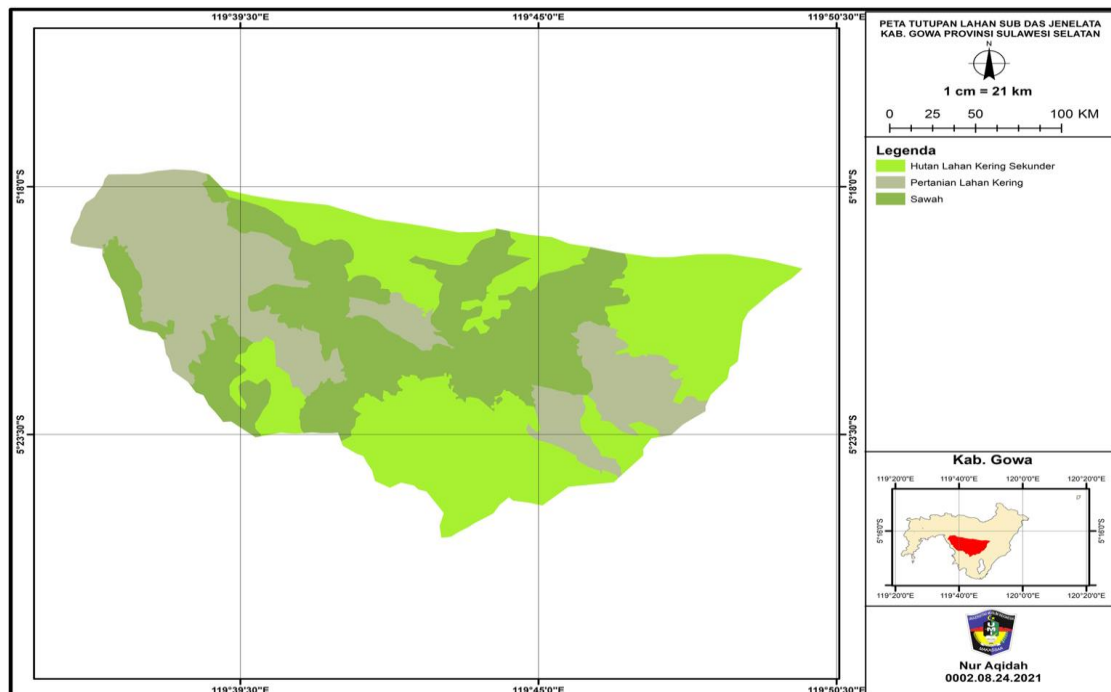 119°39'30"E 119°45'0"E 119°50'30"E
5°18'0"S 5°18'0"S
5°23'30"S 5°23'30"S
119°39'30"E 119°45'0"E 119°50'30"E
PETA TUTUPAN LAHAN SUB DAS JENELATA
KAB. GOWA PROVINSI SULAWESI SELATAN
N
1 cm = 21 km
0 25 50 100 KM
Legenda
Hutan Lahan Kering Sekunder
Pertanian Lahan Kering
Sawah
Kab. Gowa
119°20'0"E 119°40'0"E 120°0'0"E 120°20'0"E
5°16'0"S 5°16'0"S
119°20'0"E 119°40'0"E 120°0'0"E 120°20'0"E
Nur Aqidah
0002.08.24.2021